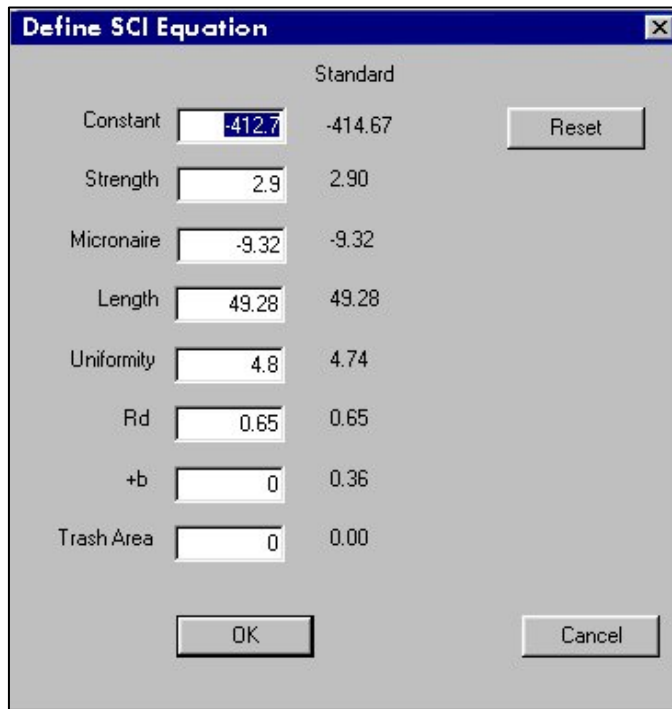 Define SCI Equation
Standard
Constant -412.7 -414.67 Reset
Strength 2.9 2.90
Micronaire -9.32 -9.32
Length 49.28 49.28
Uniformity 4.8 4.74
Rd 0.65 0.65
+b 0 0.36
Trash Area 0 0.00
OK Cancel